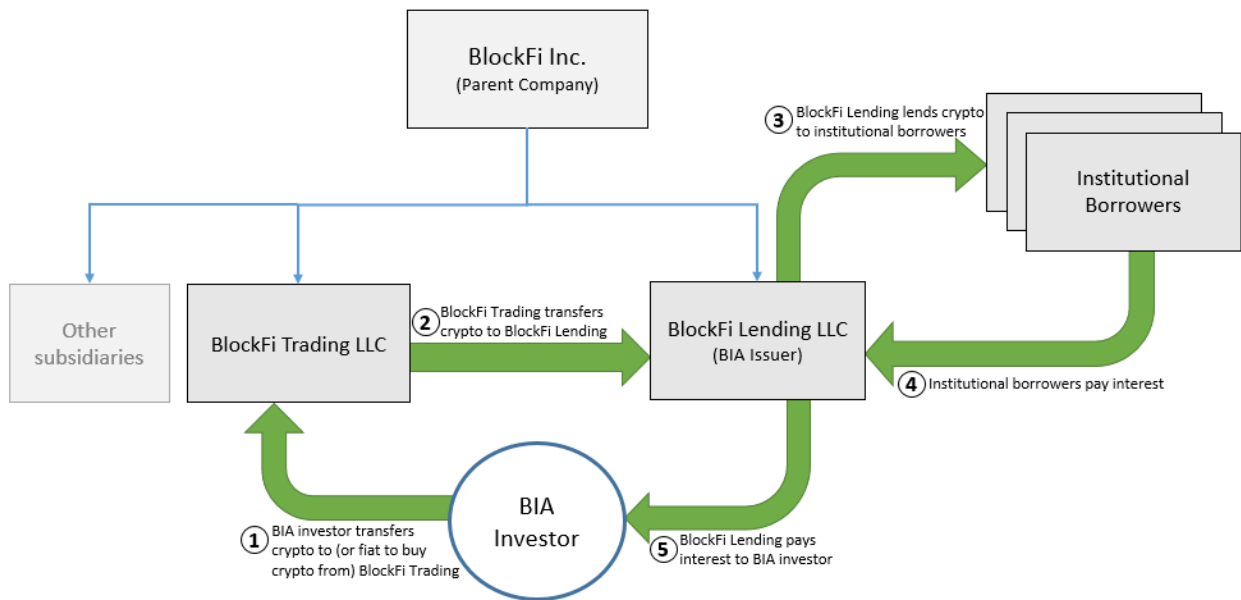 BlockFi Inc.
(Parent Company)
3 BlockFi Lending lends crypto
to institutional borrowers
Institutional
Borrowers
Other
subsidiaries
BlockFi Trading LLC
2 BlockFi Trading transfers
crypto to BlockFi Lending
BlockFi Lending LLC
(BIA Issuer)
4 Institutional borrowers pay interest
1 BIA investor transfers
crypto to (or fiat to buy
crypto from) BlockFi Trading
BIA
Investor
5 BlockFi Lending pays
interest to BIA investor